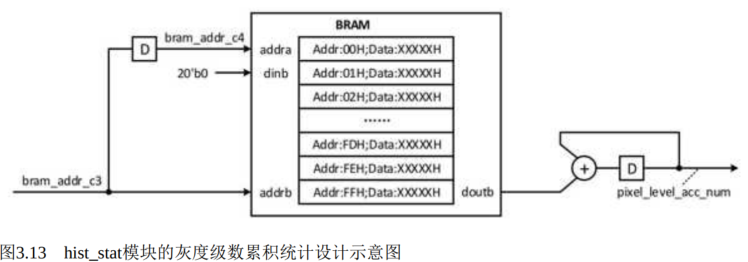 BRAM
bram_addr_c4
D
addra
Addr:00H;Data:XXXXXH
20'b0
dinb
Addr:01H;Data:XXXXXH
Addr:02H;Data:XXXXXH
······
Addr:FDH;Data:XXXXXH
Addr:FEH;Data:XXXXXH
+
D
bram_addr_c3
addrb
Addr:FFH;Data:XXXXXH
doutb
pixel_level_acc_num
图3.13 hist_stat模块的灰度级数累积统计设计示意图